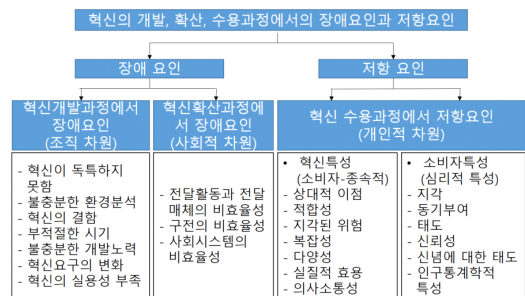 혁신의 개발, 확산, 수용과정에서의 장애요인과 저항요인
장애 요인
저항 요인
혁신개발과정에서
장애요인
(조직 차원)
혁신확산과정에
서 장애요인
(사회적 차원)
혁신 수용과정에서 저항요인
(개인적 차원)
- 혁신이 독특하지
못함
- 불충분한 환경분석
- 혁신의 결함
- 부적절한 시기
- 불충분한 개발노력
- 혁신요구의 변화
- 혁신의 실용성 부족
- 전달활동과 전달
매체의 비효율성
- 구전의 비효율성
- 사회시스템의
비효율성
• 혁신특성
(소비자-종속적)
- 상대적 이점
- 적합성
- 지각된 위험
- 복잡성
- 다양성
- 실질적 효용
- 의사소통성
• 소비자특성
(심리적 특성)
- 지각
- 동기부여
- 태도
- 신뢰성
- 신념에 대한 태도
- 인구통계학적
특성